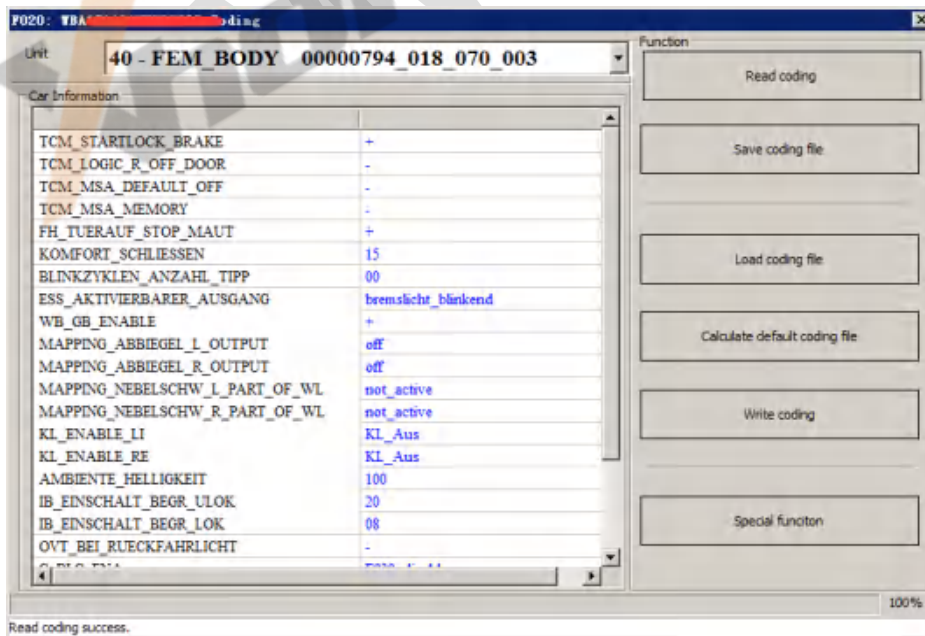 F020: WBA Coding
Unit
40 - FEM_BODY 00000794_018_070_003
Car Information
TCM_STARTLOCK_BRAKE +
TCM_LOGIC_R_OFF_DOOR -
TCM_MSA_DEFAULT_OFF -
TCM_MSA_MEMORY -
FH_TUERAUF_STOP_MAUT +
KOMFORT_SCHLIESSEN 15
BLINKZYKLEN_ANZAHL_TIPP 00
ESS_AKTIVIERBARER_AUSGANG bremslicht_blinkend
WB_GB_ENABLE +
MAPPING_ABBIEGEL_L_OUTPUT off
MAPPING_ABBIEGEL_R_OUTPUT off
MAPPING_NEBELSCHW_L_PART_OF_WL not_active
MAPPING_NEBELSCHW_R_PART_OF_WL not_active
KL_ENABLE_LI KL_Aus
KL_ENABLE_RE KL_Aus
AMBIENTE_HELLIGKEIT 100
IB_EINSCHALT_BEGR_ULOK 20
IB_EINSCHALT_BEGR_LOK 08
OVT_BEI_RUECKFAHRLICHT -
Function
Read coding
Save coding file
Load coding file
Calculate default coding file
Write coding
Special funciton
100%
Read coding success.